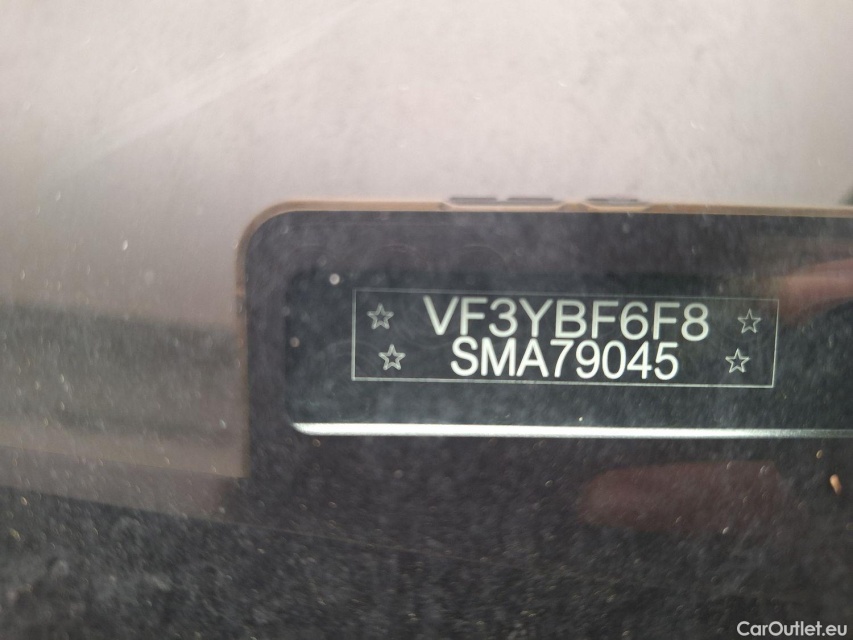 ☆ VF3YBF6F8 ☆
☆ SMA79045 ☆
CarOutlet.eu